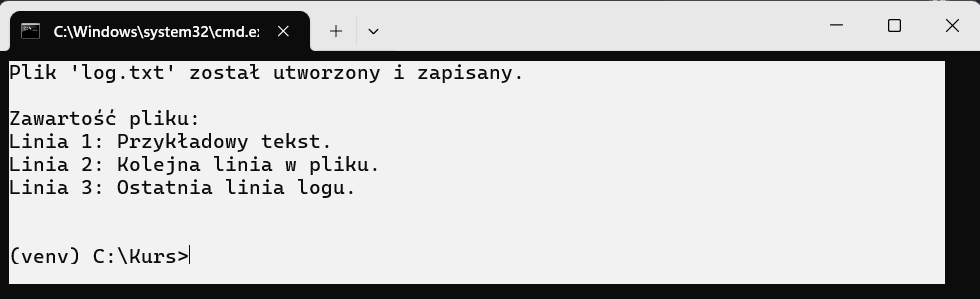 C:\Windows\system32\cmd.e
Plik 'log.txt' został utworzony i zapisany.
Zawartość pliku:
Linia 1: Przykładowy tekst.
Linia 2: Kolejna linia w pliku.
Linia 3: Ostatnia linia logu.
(venv) C:\Kurs>